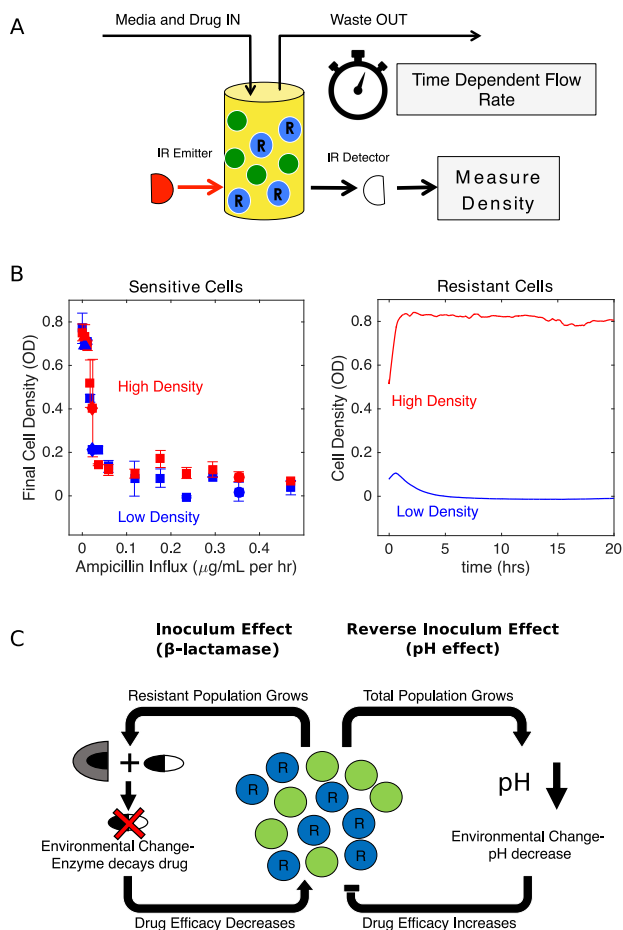 A
Media and Drug IN
Waste OUT
Time Dependent Flow
Rate
R
R
R
R
R
IR Emitter
IR Detector
Measure
Density
B
Sensitive Cells
Final Cell Density (OD)
0.8
0.6
0.4
0.2
0
High Density
Low Density
0
0.1
0.2
0.3
0.4
Ampicillin Influx (μg/mL per hr)
Resistant Cells
Cell Density (OD)
0.8
0.6
0.4
0.2
0
High Density
Low Density
0
5
10
15
20
time (hrs)
C
Inoculum Effect
(β-lactamase)
Reverse Inoculum Effect
(pH effect)
Resistant Population Grows
Total Population Grows
+
R
R
R
R
R
R
R
pH
Environmental Change-
Enzyme decays drug
Environmental Change-
pH decrease
Drug Efficacy Decreases
Drug Efficacy Increases